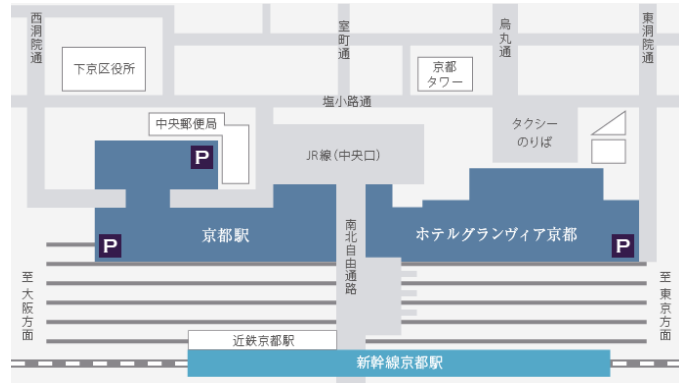 西洞院通
室町通
烏丸通
東洞院通
下京区役所
京都
タワー
塩小路通
中央郵便局
タクシー
のりば
JR線(中央口)
P
京都駅
南北自由通路
ホテルグランヴィア京都
P
P
至大阪方面
至東京方面
近鉄京都駅
新幹線京都駅